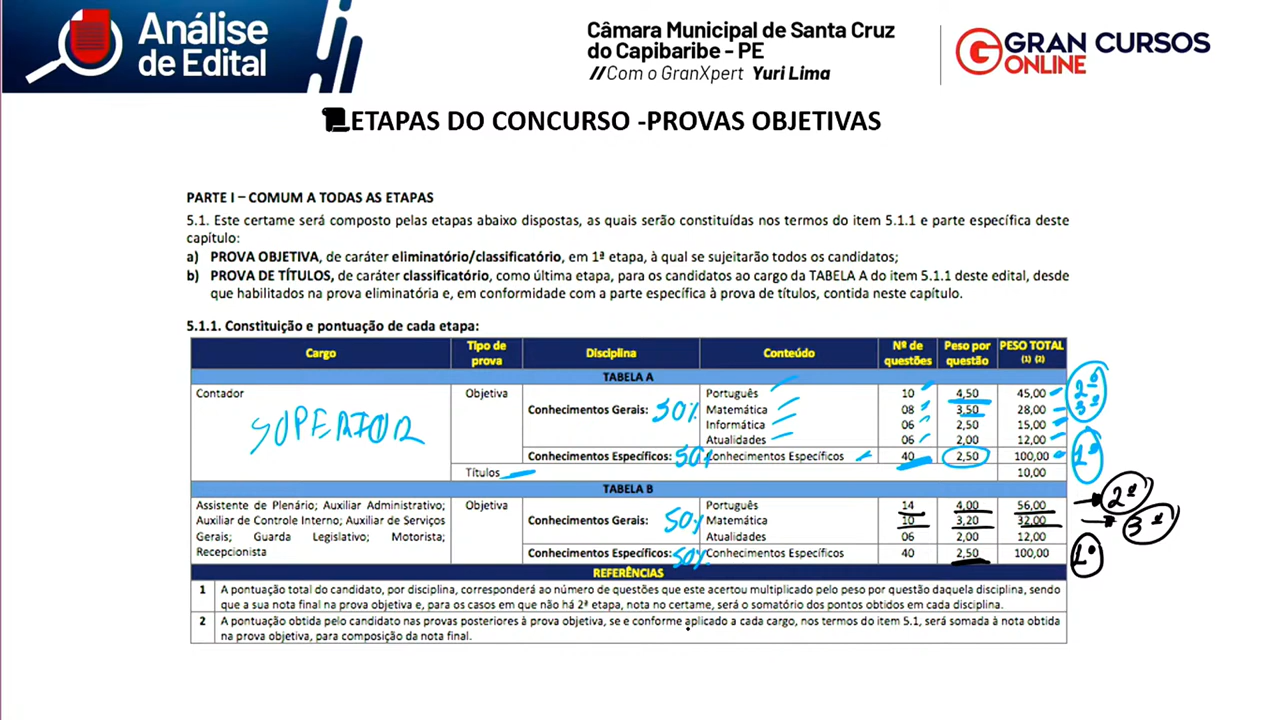 Análise
de Edital
Câmara Municipal de Santa Cruz
do Capibaribe - PE
//Com o GranXpert Yuri Lima
G GRAN CURSOS
ONLINE
ETAPAS DO CONCURSO -PROVAS OBJETIVAS
PARTE I – COMUM A TODAS AS ETAPAS
5.1. Este certame será composto pelas etapas abaixo dispostas, as quais serão constituídas nos termos do item 5.1.1 e parte específica deste
capítulo:
a) PROVA OBJETIVA, de caráter eliminatório/classificatório, em 1ª etapa, à qual se sujeitarão todos os candidatos;
b) PROVA DE TÍTULOS, de caráter classificatório, como última etapa, para os candidatos ao cargo da TABELA A do item 5.1.1 deste edital, desde
que habilitados na prova eliminatória e, em conformidade com a parte específica à prova de títulos, contida neste capítulo.
5.1.1. Constituição e pontuação de cada etapa:
Cargo Tipo de prova Disciplina Conteúdo Nº de questões Peso por questão PESO TOTAL (1) (2)
TABELA A
Contador Objetiva Português 10 4,50 45,00 2º
Conhecimentos Gerais: 50% Matemática 08 3,50 28,00 3º
SUPERIOR Informática 06 2,50 15,00
Atualidades 06 2,00 12,00
Conhecimentos Específicos: 50% Conhecimentos Específicos 40 2,50 100,00 1º
Títulos 10,00
TABELA B
Assistente de Plenário; Auxiliar Administrativo; Objetiva Português 14 4,00 56,00 2º
Auxiliar de Controle Interno; Auxiliar de Serviços Conhecimentos Gerais: 50% Matemática 10 3,20 32,00 3º
Gerais; Guarda Legislativo; Motorista; Atualidades 06 2,00 12,00
Recepcionista Conhecimentos Específicos: 50% Conhecimentos Específicos 40 2,50 100,00 1º
REFERÊNCIAS
1 A pontuação total do candidato, por disciplina, corresponderá ao número de questões que este acertou multiplicado pelo peso por questão daquela disciplina, sendo
que a sua nota final na prova objetiva e, para os casos em que não há 2ª etapa, nota no certame, será o somatório dos pontos obtidos em cada disciplina.
2 A pontuação obtida pelo candidato nas provas posteriores à prova objetiva, se e conforme aplicado a cada cargo, nos termos do item 5.1, será somada à nota obtida
na prova objetiva, para composição da nota final.